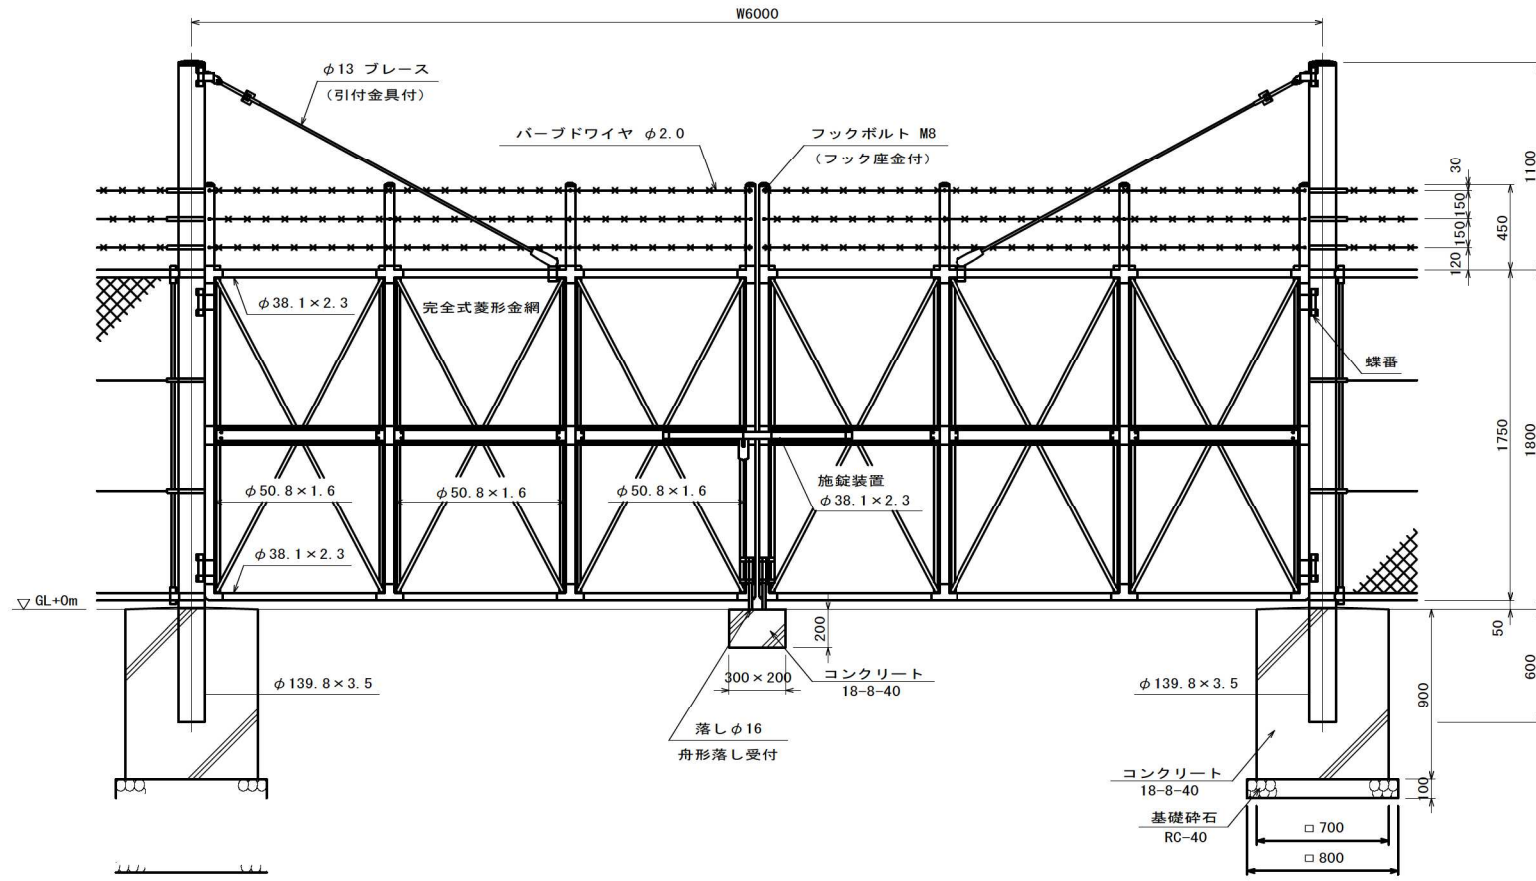 W6000
φ13 ブレース
(引付金具付)
バーブドワイヤ φ2.0
フックボルト M8
(フック座金付)
30
150
150
120
450
1100
φ38.1×2.3
完全式菱形金網
蝶番
1750
1800
φ50.8×1.6
φ50.8×1.6
φ50.8×1.6
施錠装置
φ38.1×2.3
φ38.1×2.3
GL+0m
50
600
200
300×200
コンクリート
18-8-40
φ139.8×3.5
φ139.8×3.5
落しφ16
舟形落し受付
900
コンクリート
18-8-40
100
基礎砕石
RC-40
□700
□800